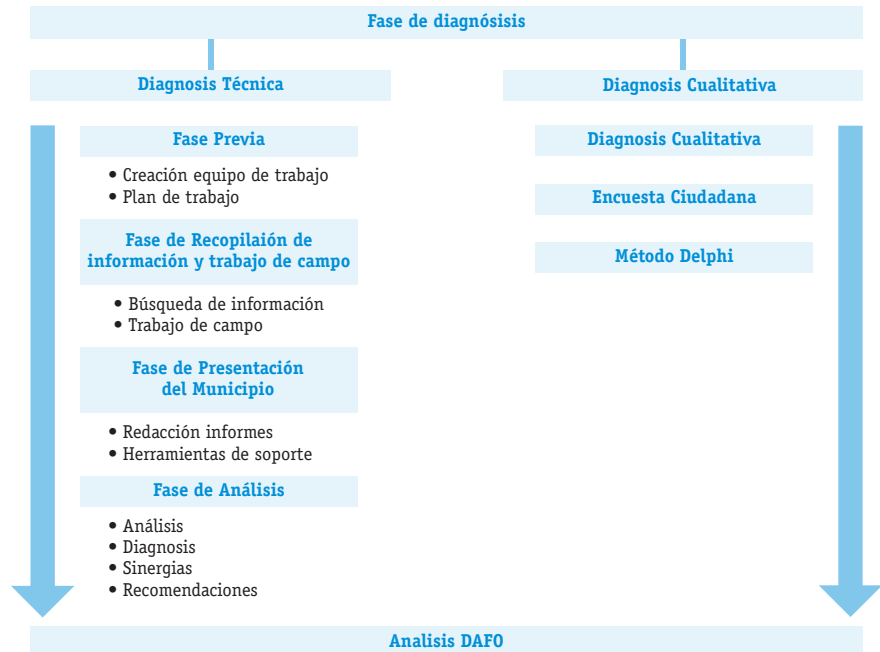 Fase de diagnósisis
Diagnosis Técnica
Fase Previa
• Creación equipo de trabajo
• Plan de trabajo
Fase de Recopilaión de
información y trabajo de campo
• Búsqueda de información
• Trabajo de campo
Fase de Presentación
del Municipio
• Redacción informes
• Herramientas de soporte
Fase de Análisis
• Análisis
• Diagnosis
• Sinergias
• Recomendaciones
Diagnosis Cualitativa
Diagnosis Cualitativa
Encuesta Ciudadana
Método Delphi
Analisis DAFO